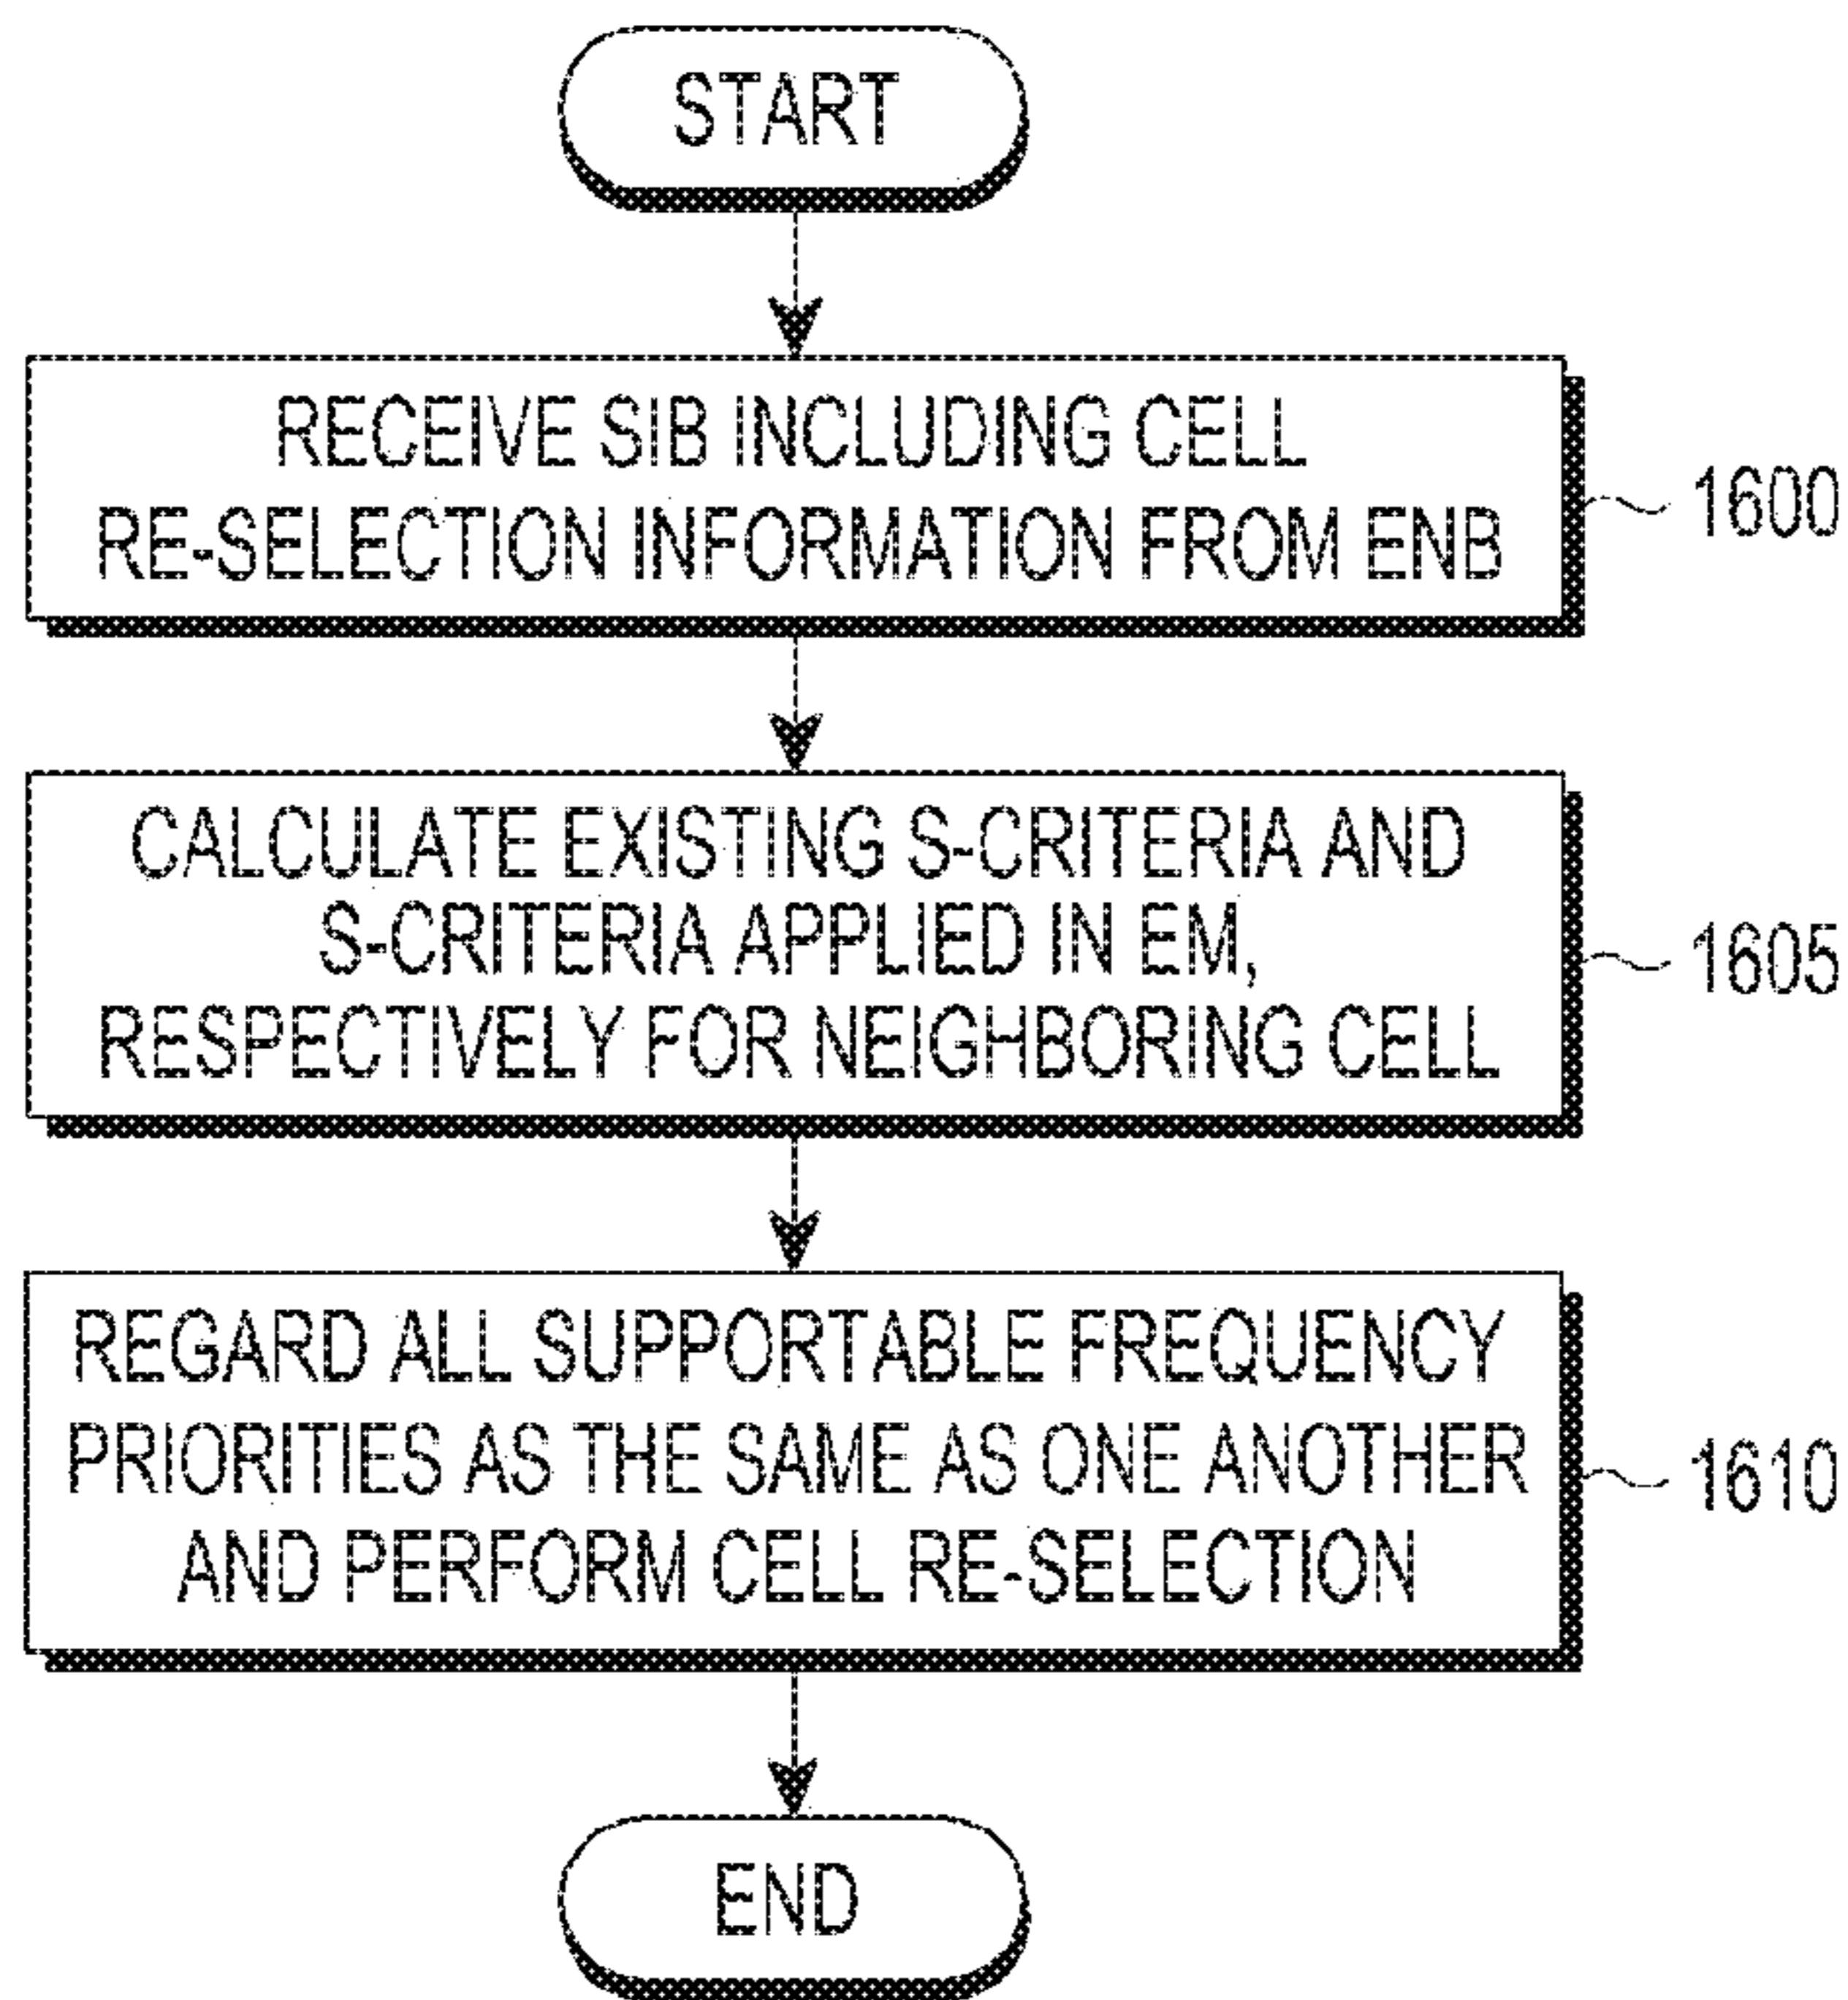 START
RECEIVE SIB INCLUDING CELL
RE-SELECTION INFORMATION FROM ENB
1600
CALCULATE EXISTING S-CRITERIA AND
S-CRITERIA APPLIED IN EM,
RESPECTIVELY FOR NEIGHBORING CELL
1605
REGARD ALL SUPPORTABLE FREQUENCY
PRIORITIES AS THE SAME AS ONE ANOTHER
AND PERFORM CELL RE-SELECTION
1610
END